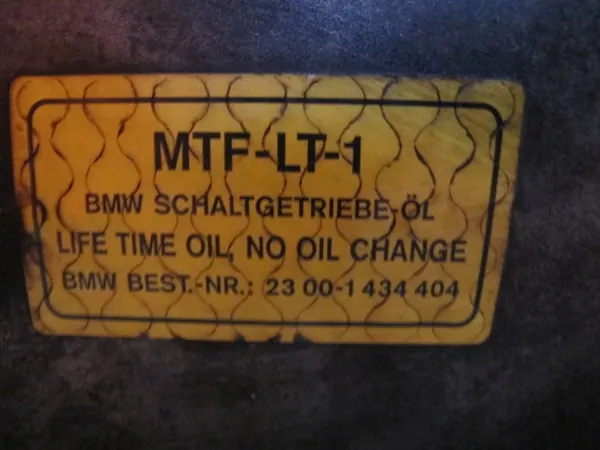 MTF-LT-1
BMW SCHALTGETRIEBE-ÖL
LIFE TIME OIL, NO OIL CHANGE
BMW BEST.-NR.: 23 00-1 434 404